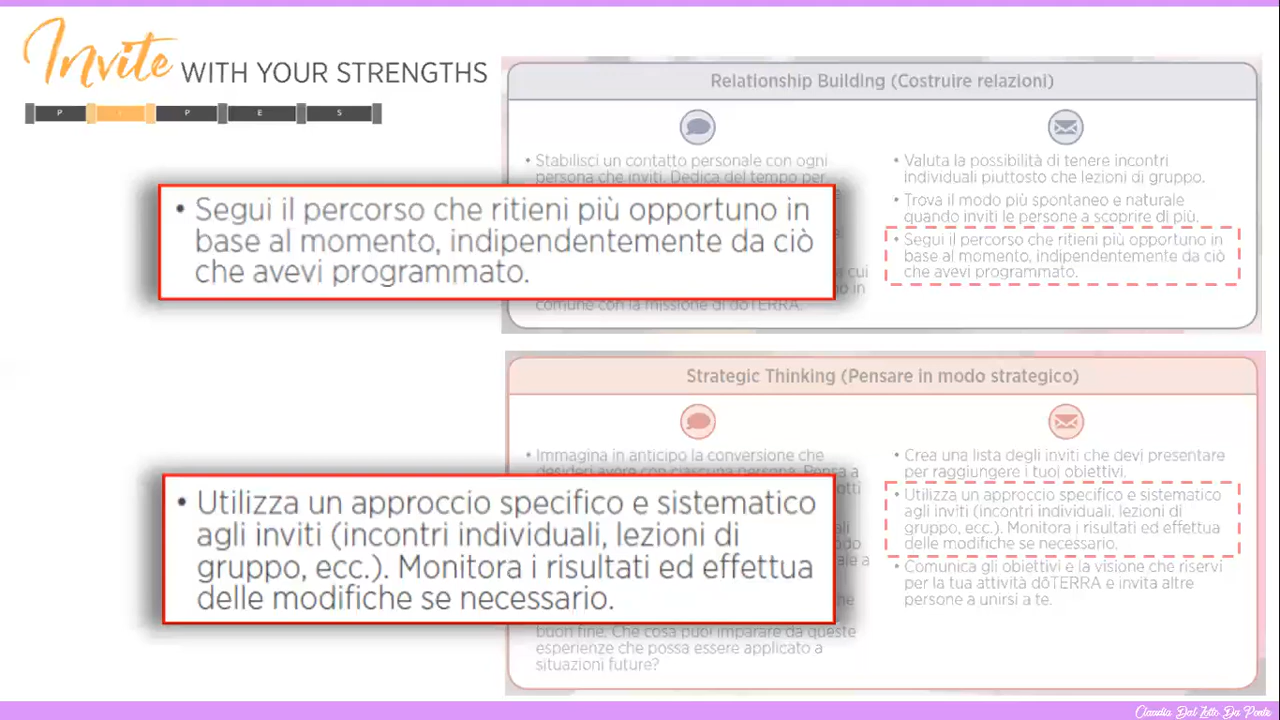 Invite WITH YOUR STRENGTHS
P I P E S
Relationship Building (Costruire relazioni)
• Stabilisci un contatto personale con ogni
persona che inviti. Dedica del tempo per
cui
in
comune con la missione di dōTERRA.
• Valuta la possibilità di tenere incontri
individuali piuttosto che lezioni di gruppo.
• Trova il modo più spontaneo e naturale
quando inviti le persone a scoprire di più.
• Segui il percorso che ritieni più opportuno in
base al momento, indipendentemente da ciò
che avevi programmato.
• Segui il percorso che ritieni più opportuno in
base al momento, indipendentemente da ciò
che avevi programmato.
Strategic Thinking (Pensare in modo strategico)
• Immagina in anticipo la conversione che
desideri avere con ciascuna persona. Pensa a
buon fine. Che cosa puoi imparare da queste
esperienze che possa essere applicato a
situazioni future?
• Crea una lista degli inviti che devi presentare
per raggiungere i tuoi obiettivi.
• Utilizza un approccio specifico e sistematico
agli inviti (incontri individuali, lezioni di
gruppo, ecc.). Monitora i risultati ed effettua
delle modifiche se necessario.
• Comunica gli obiettivi e la visione che riservi
per la tua attività dōTERRA e invita altre
persone a unirsi a te.
• Utilizza un approccio specifico e sistematico
agli inviti (incontri individuali, lezioni di
gruppo, ecc.). Monitora i risultati ed effettua
delle modifiche se necessario.
Claudia Dal Zotto Da Ponte